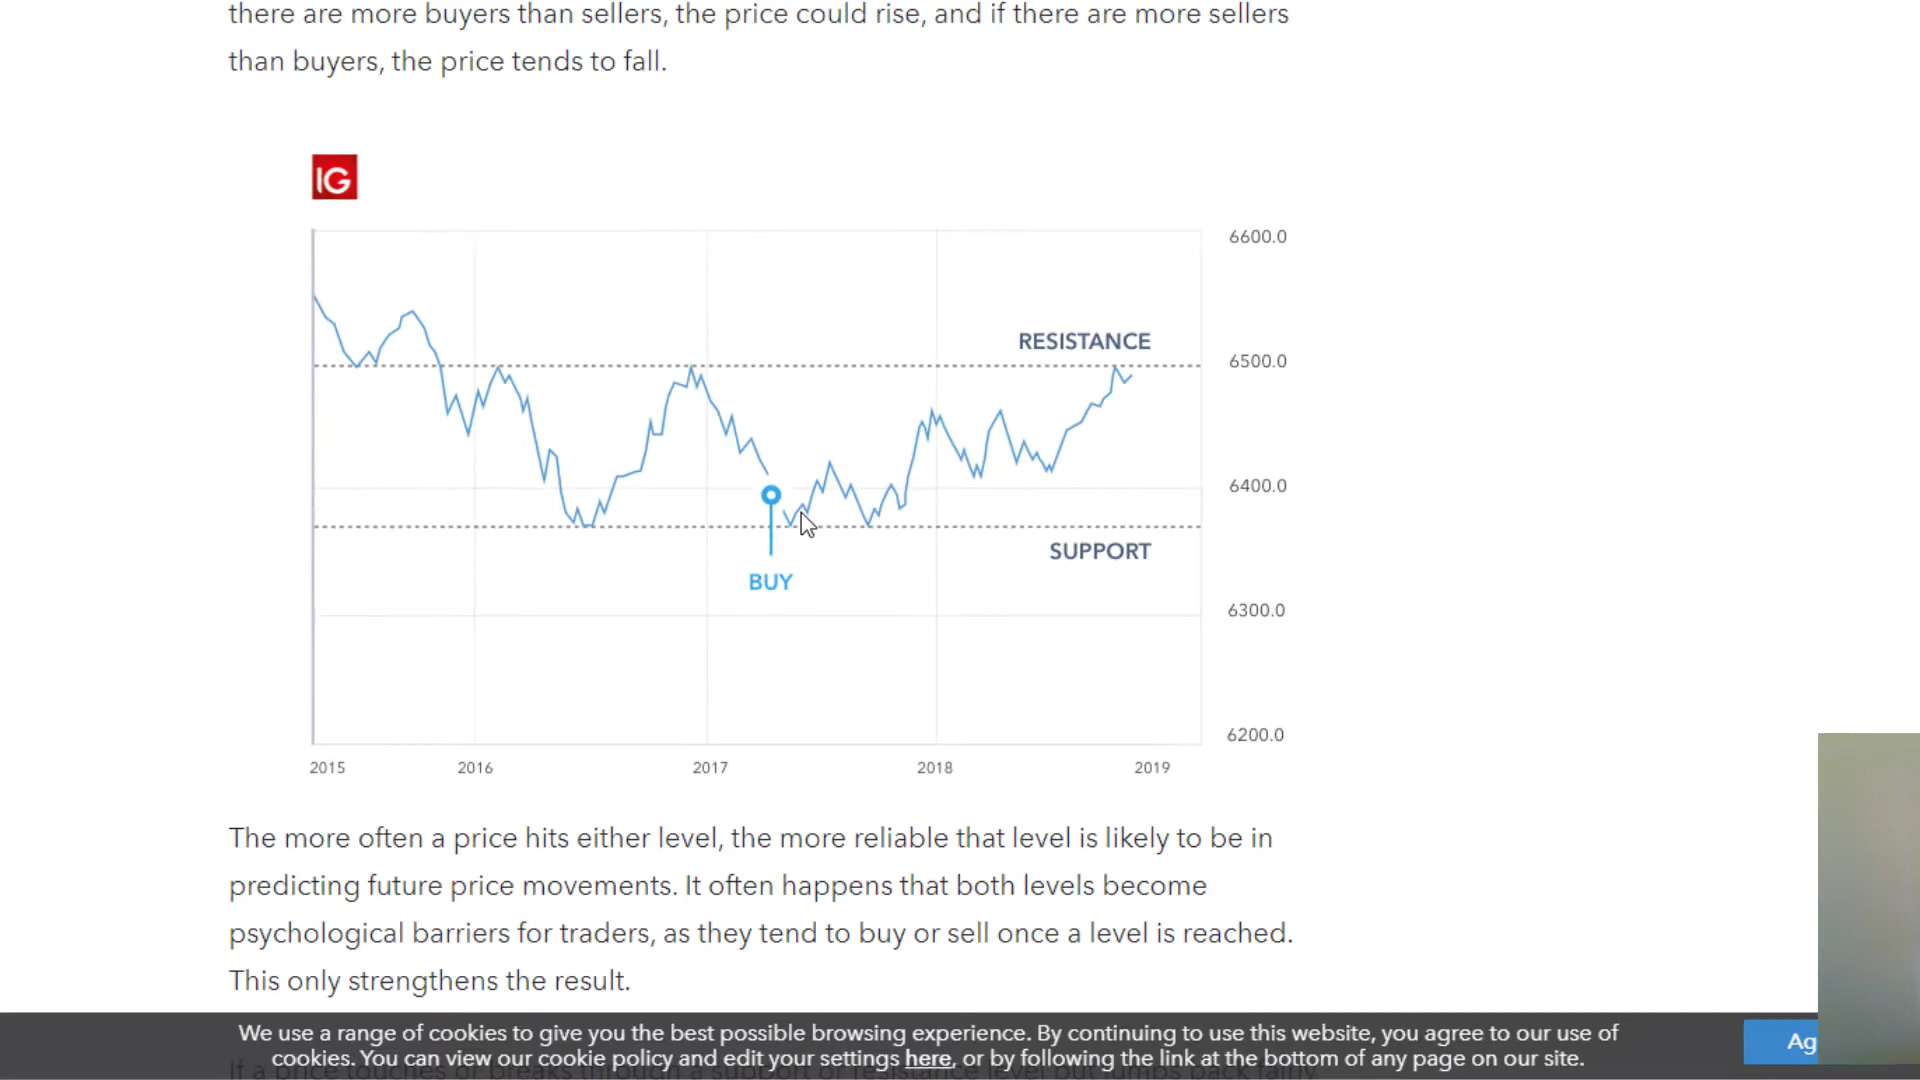 there are more buyers than sellers, the price could rise, and if there are more sellers
than buyers, the price tends to fall.
IG
6600.0
RESISTANCE
6500.0
6400.0
SUPPORT
BUY
6300.0
6200.0
2015 2016 2017 2018 2019
The more often a price hits either level, the more reliable that level is likely to be in
predicting future price movements. It often happens that both levels become
psychological barriers for traders, as they tend to buy or sell once a level is reached.
This only strengthens the result.
We use a range of cookies to give you the best possible browsing experience. By continuing to use this website, you agree to our use of
cookies. You can view our cookie policy and edit your settings here, or by following the link at the bottom of any page on our site.
Ag